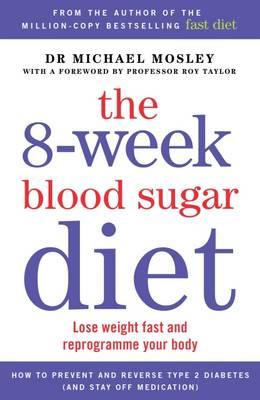 FROM THE AUTHOR OF THE
MILLION-COPY BESTSELLING fast diet
DR MICHAEL MOSLEY
WITH A FOREWORD BY PROFESSOR ROY TAYLOR
the
8-week
blood sugar
diet
Lose weight fast and
reprogramme your body
HOW TO PREVENT AND REVERSE TYPE 2 DIABETES
(AND STAY OFF MEDICATION)